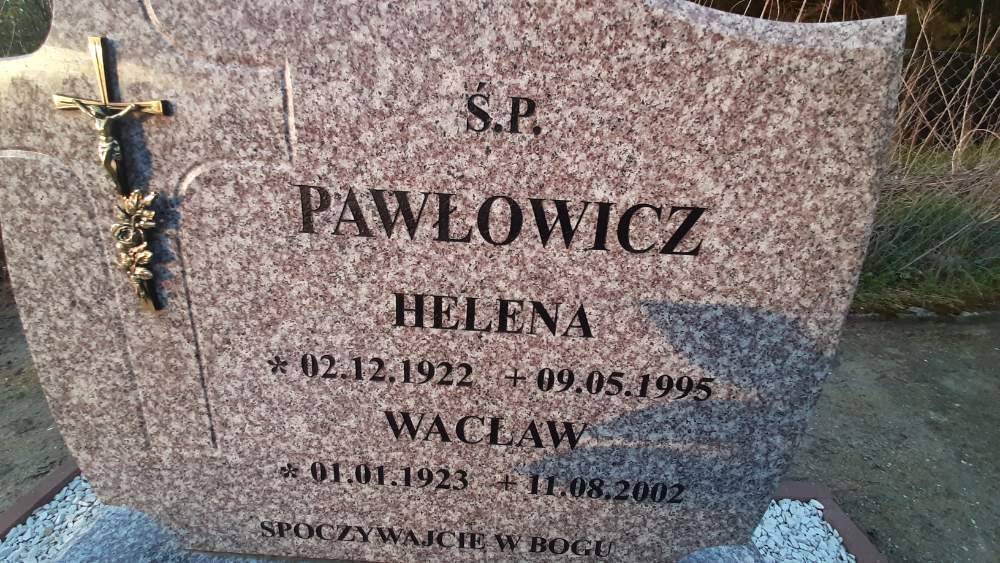 Ś.P.
PAWŁOWICZ
HELENA
* 02.12.1922 + 09.05.1995
WACŁAW
* 01.01.1923 + 11.08.2002
SPOCZYWAJCIE W BOGU